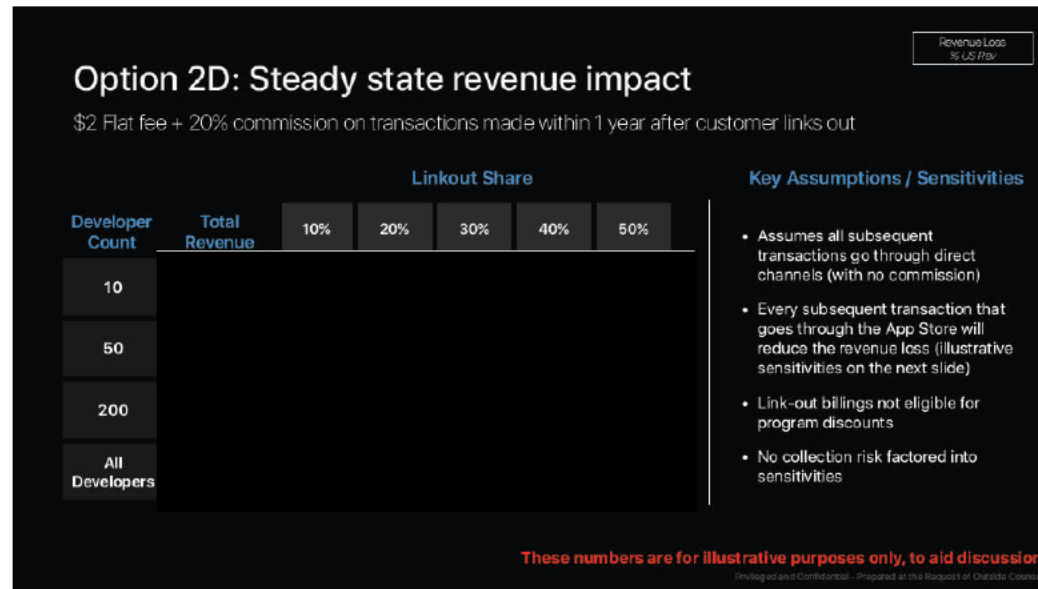 Revenue Loss
% US Rev
Option 2D: Steady state revenue impact
$2 Flat fee + 20% commission on transactions made within 1 year after customer links out
Linkout Share
Key Assumptions / Sensitivities
Developer
Count
Total
Revenue
10%
20%
30%
40%
50%
10
50
200
All
Developers
• Assumes all subsequent
transactions go through direct
channels (with no commission)
• Every subsequent transaction that
goes through the App Store will
reduce the revenue loss (illustrative
sensitivities on the next slide)
• Link-out billings not eligible for
program discounts
• No collection risk factored into
sensitivities
These numbers are for illustrative purposes only, to aid discussion
Privileged and Confidential – Prepared at the Request of Outside